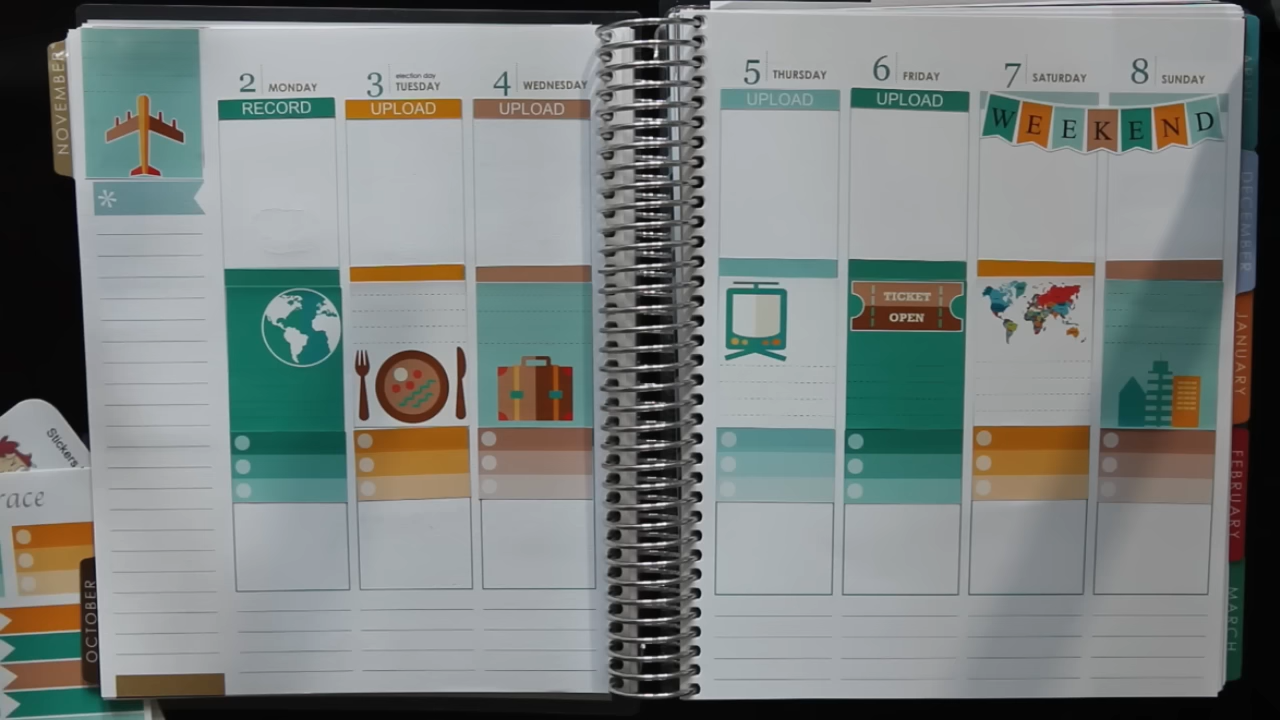 NOVEMBER
2 MONDAY
3 election day TUESDAY
4 WEDNESDAY
5 THURSDAY
6 FRIDAY
7 SATURDAY
8 SUNDAY
RECORD
UPLOAD
UPLOAD
UPLOAD
UPLOAD
WEEKEND
DECEMBER
TICKET
OPEN
JANUARY
Stickers
race
FEBRUARY
OCTOBER
MARCH